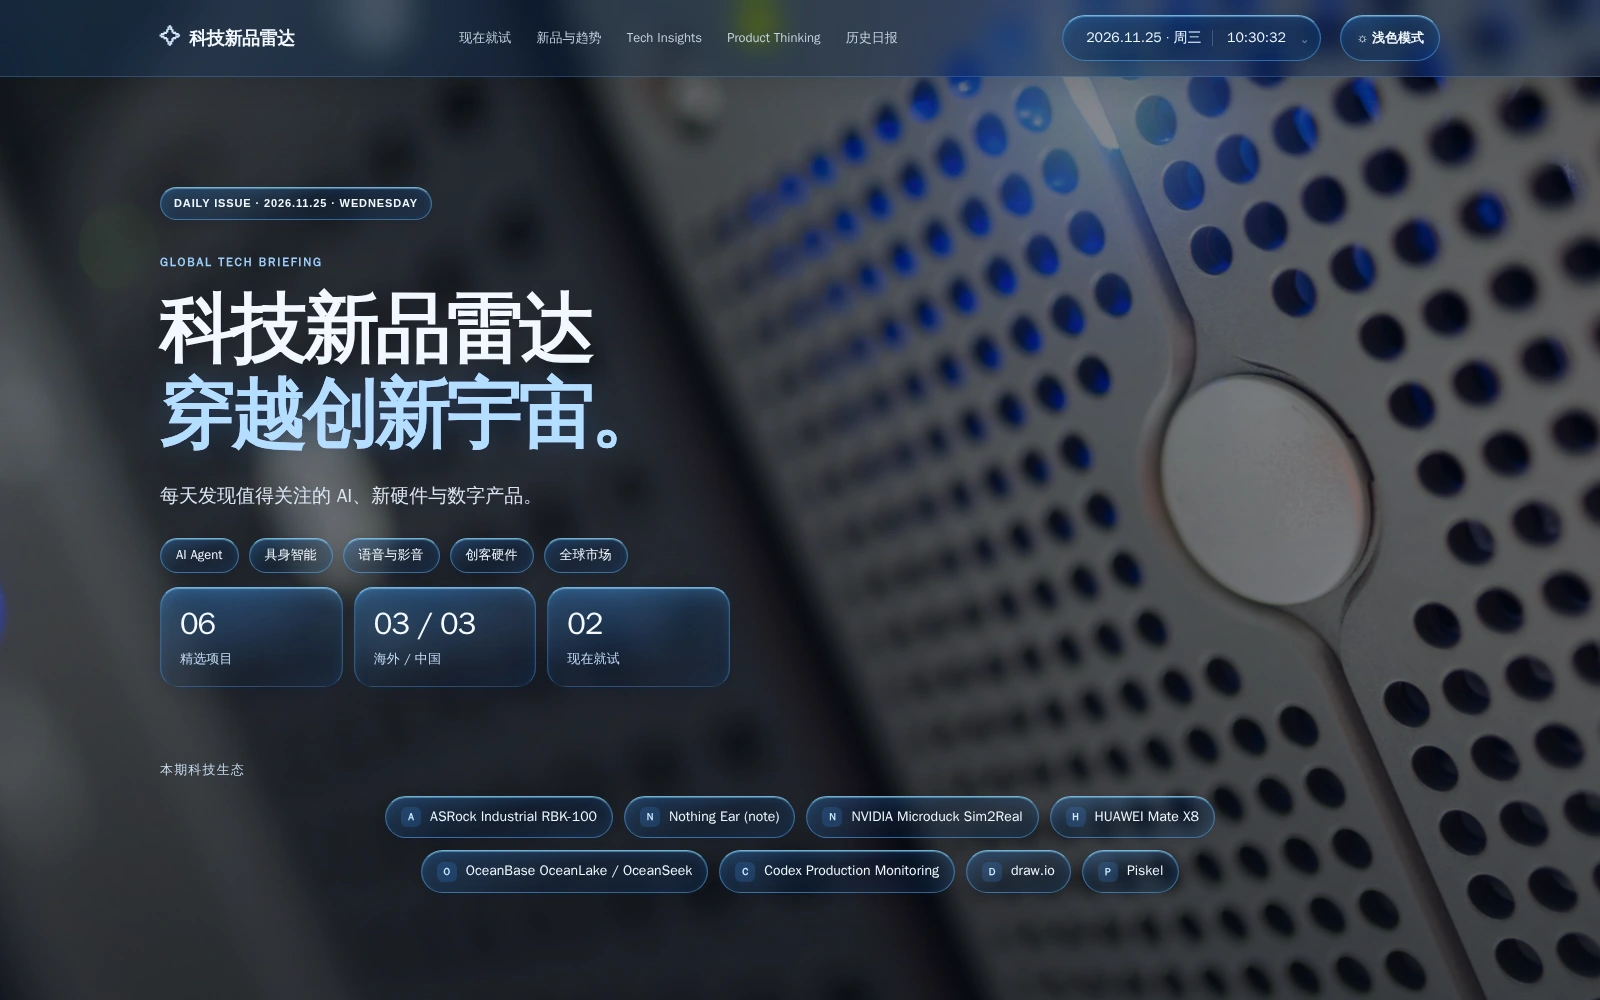 科技新品雷达
现在就试 新品与趋势 Tech Insights Product Thinking 历史日报
2026.11.25 · 周三 10:30:32
浅色模式
DAILY ISSUE · 2026.11.25 · WEDNESDAY
GLOBAL TECH BRIEFING
科技新品雷达
穿越创新宇宙。
每天发现值得关注的 AI、新硬件与数字产品。
AI Agent 具身智能 语音与影音 创客硬件 全球市场
06 03 / 03 02
精选项目 海外 / 中国 现在就试
本期科技生态
A ASRock Industrial RBK-100 N Nothing Ear (note) N NVIDIA Microduck Sim2Real H HUAWEI Mate X8
O OceanBase OceanLake / OceanSeek C Codex Production Monitoring D draw.io P Piskel